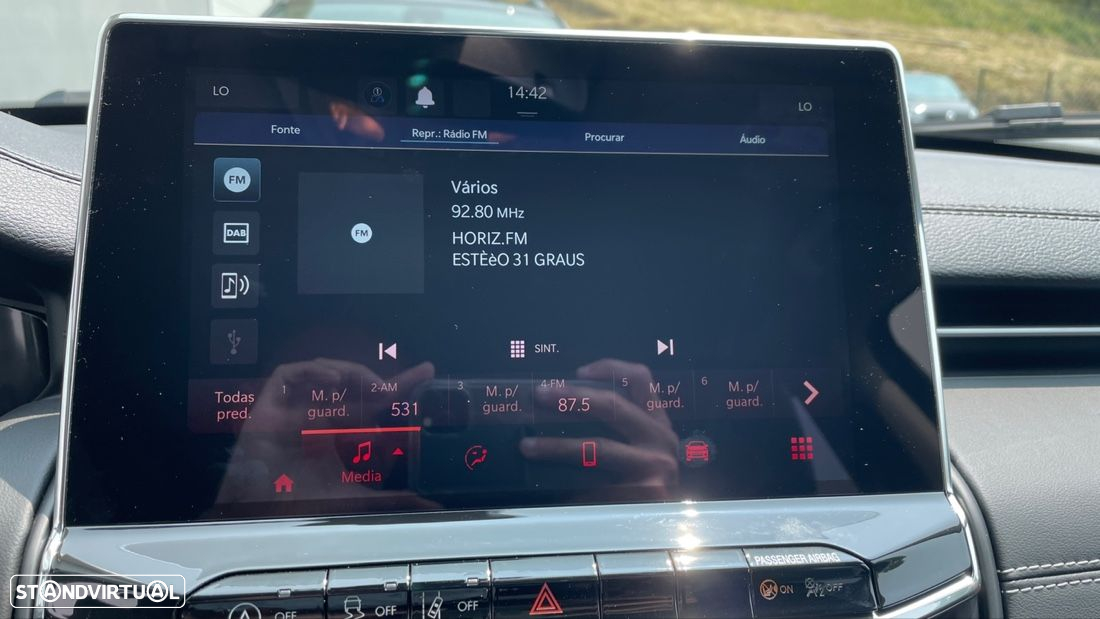 LO
14:42
LO
Fonte
Repr.: Rádio FM
Procurar
Áudio
FM
DAB
FM
Vários
92.80 MHz
HORIZ.FM
ESTÈèO 31 GRAUS
SINT.
Todas
pred.
1
M. p/
guard.
2-AM
531
3
M. p/
guard.
4-FM
87.5
5
M. p/
guard.
6
M. p/
guard.
Media
PASSENGER AIRBAG
OFF
OFF
OFF
ON
OFF
STANDVIRTUAL